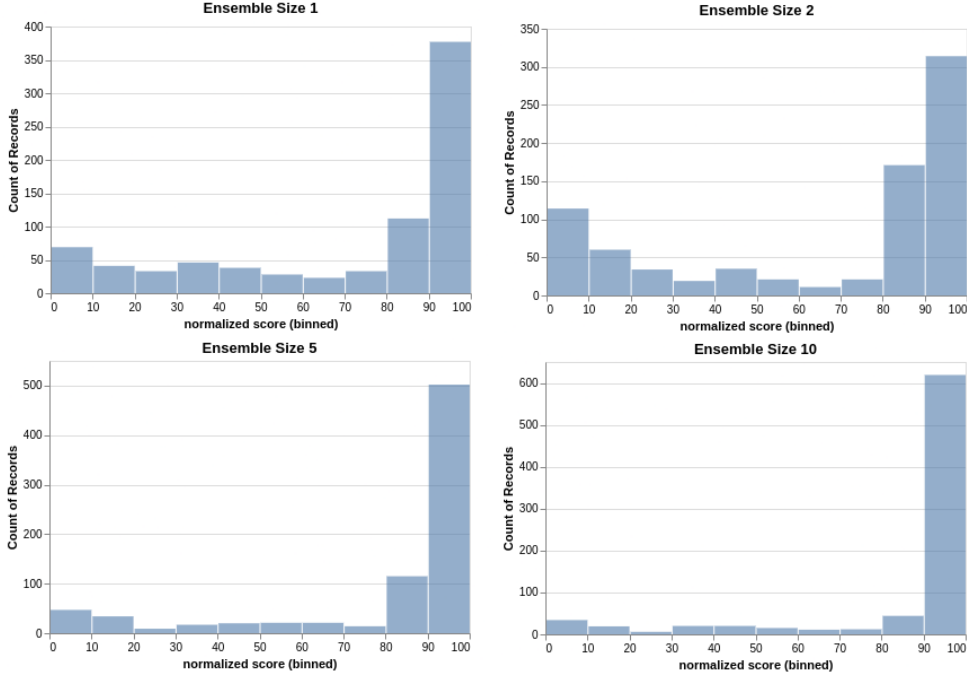 Ensemble Size 1
400
350
300
250
200
150
100
50
0
Count of Records
0 10 20 30 40 50 60 70 80 90 100
normalized score (binned)
Ensemble Size 2
350
300
250
200
150
100
50
0
Count of Records
0 10 20 30 40 50 60 70 80 90 100
normalized score (binned)
Ensemble Size 5
500
400
300
200
100
0
Count of Records
0 10 20 30 40 50 60 70 80 90 100
normalized score (binned)
Ensemble Size 10
600
500
400
300
200
100
0
Count of Records
0 10 20 30 40 50 60 70 80 90 100
normalized score (binned)